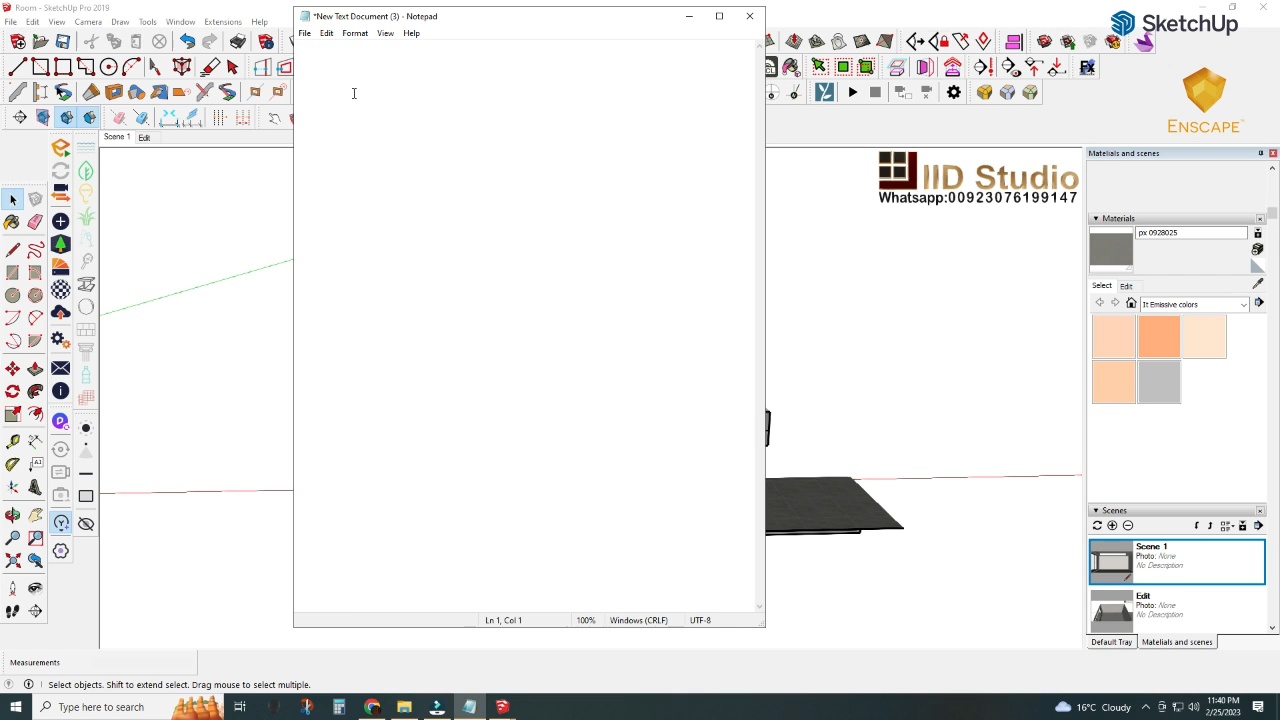 Room - SketchUp Pro 2019
File Edit View Camera Draw Tools Window Extensions Help
*New Text Document (3) - Notepad
File Edit Format View Help
SketchUp
ENSCAPE™
Scene 1 Edit
IID Studio
Whatsapp:00923076199147
Materials and scenes
Materials
px 0928025
Select Edit
It Emissive colors
Scenes
Scene 1
Photo: None
No Description
Edit
Photo: None
No Description
Ln 1, Col 1 100% Windows (CRLF) UTF-8
Default Tray Materials and scenes
Measurements
Select objects. Shift to extend select. Drag mouse to select multiple.
Type here to search
16°C Cloudy
11:40 PM
2/25/2023